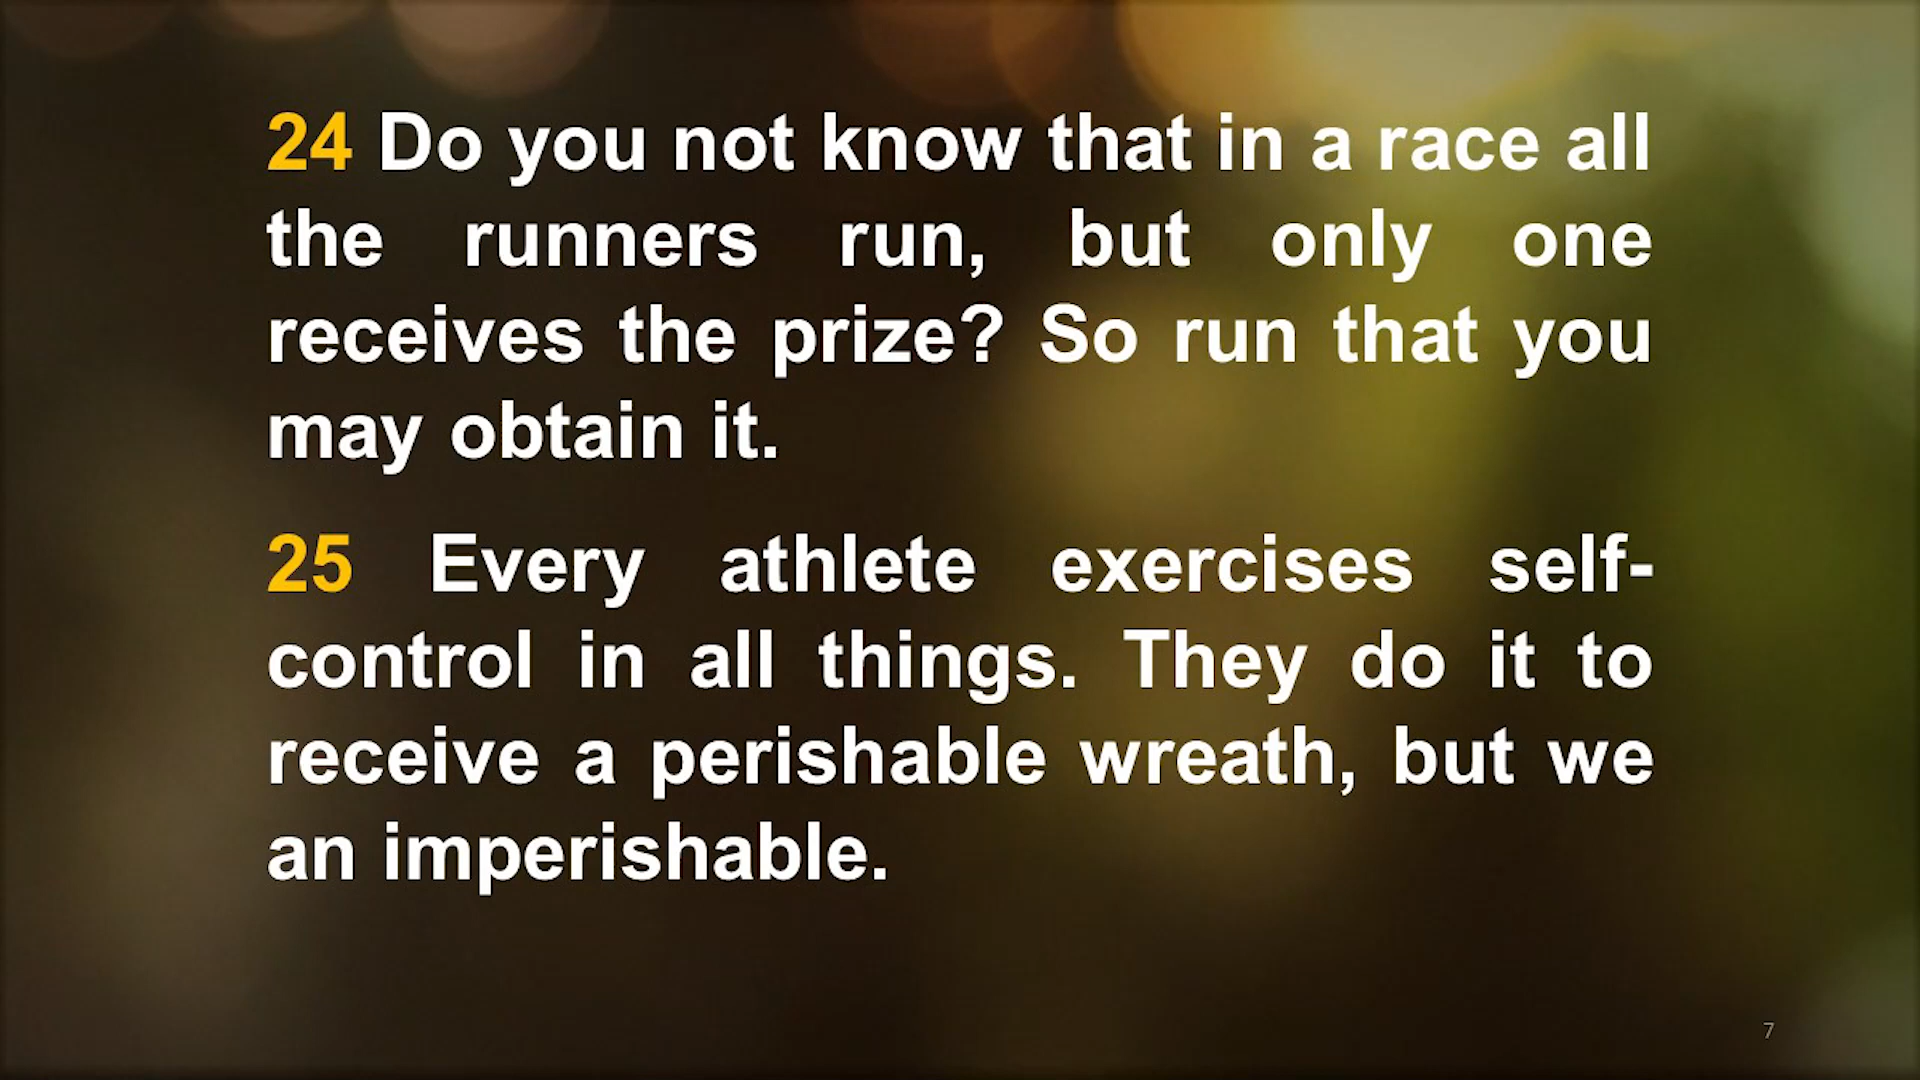 24 Do you not know that in a race all
the runners run, but only one
receives the prize? So run that you
may obtain it.
25 Every athlete exercises self-
control in all things. They do it to
receive a perishable wreath, but we
an imperishable.
7